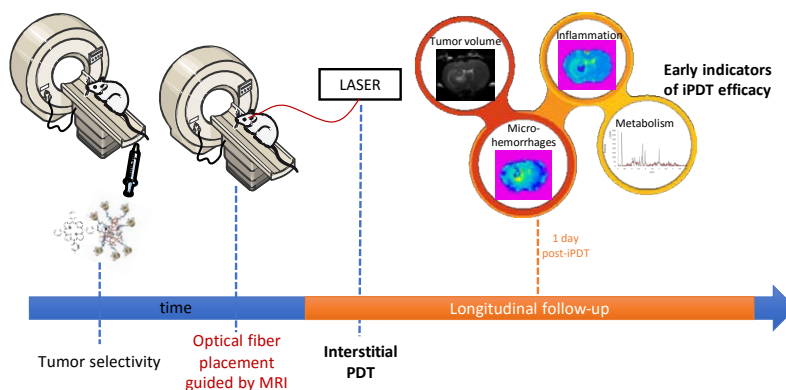 Tumor volume
Inflammation
LASER
Early indicators
of iPDT efficacy
Micro-
hemorrhages
Metabolism
1 day
post-iPDT
time
Longitudinal follow-up
Tumor selectivity
Optical fiber
placement
guided by MRI
Interstitial
PDT